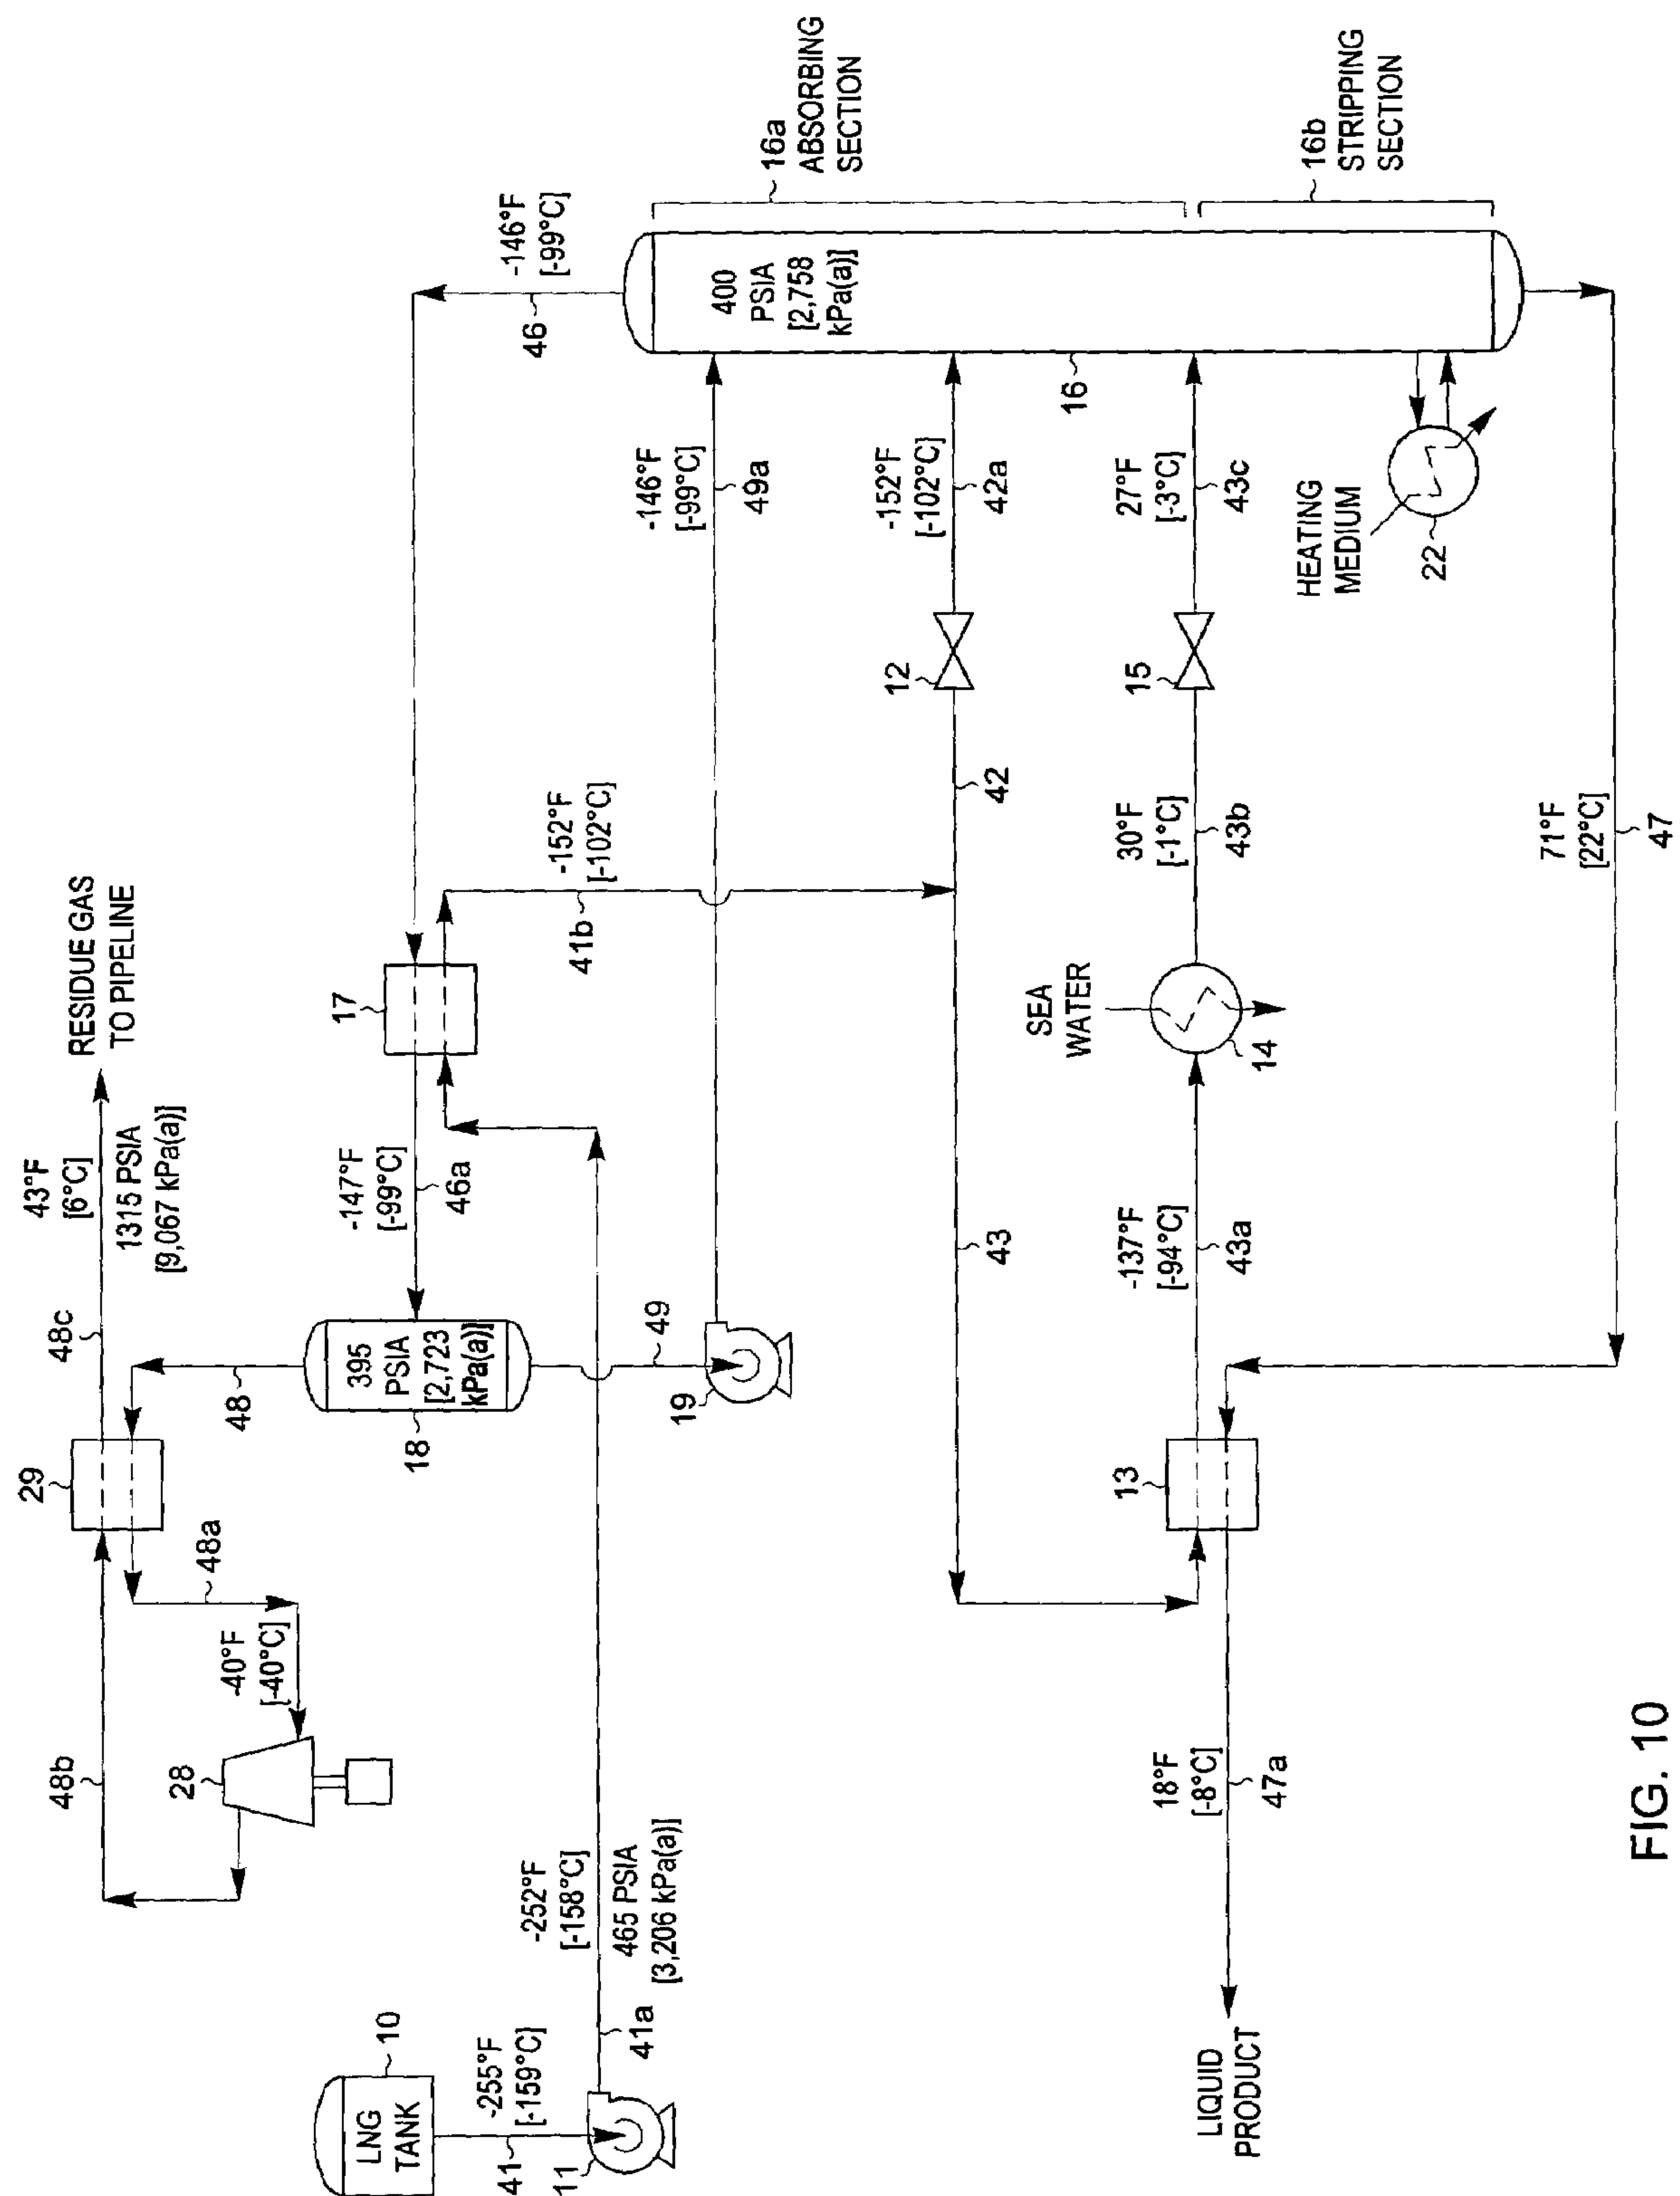 RESIDUE GAS
TO PIPELINE
43°F
[6°C]
1315 PSIA
[9,067 kPa(a)]
48c
29
48
48a
48b
-40°F
[-40°C]
28
395
PSIA
[2,723
kPa(a)]
18
49
19
-147°F
[-99°C]
46a
17
-152°F
[-102°C]
41b
-146°F
[-99°C]
46
400
PSIA
[2,758
kPa(a)]
16
16a
ABSORBING
SECTION
16b
STRIPPING
SECTION
-146°F
[-99°C]
49a
-152°F
[-102°C]
42a
12
42
43
27°F
[-3°C]
43c
15
30°F
[-1°C]
43b
SEA
WATER
14
-137°F
[-94°C]
43a
13
HEATING
MEDIUM
22
71°F
[22°C]
47
18°F
[-8°C]
47a
LIQUID
PRODUCT
LNG
TANK
10
-255°F
[-159°C]
41
11
-252°F
[-158°C]
465 PSIA
[3,206 kPa(a)]
41a
FIG. 10